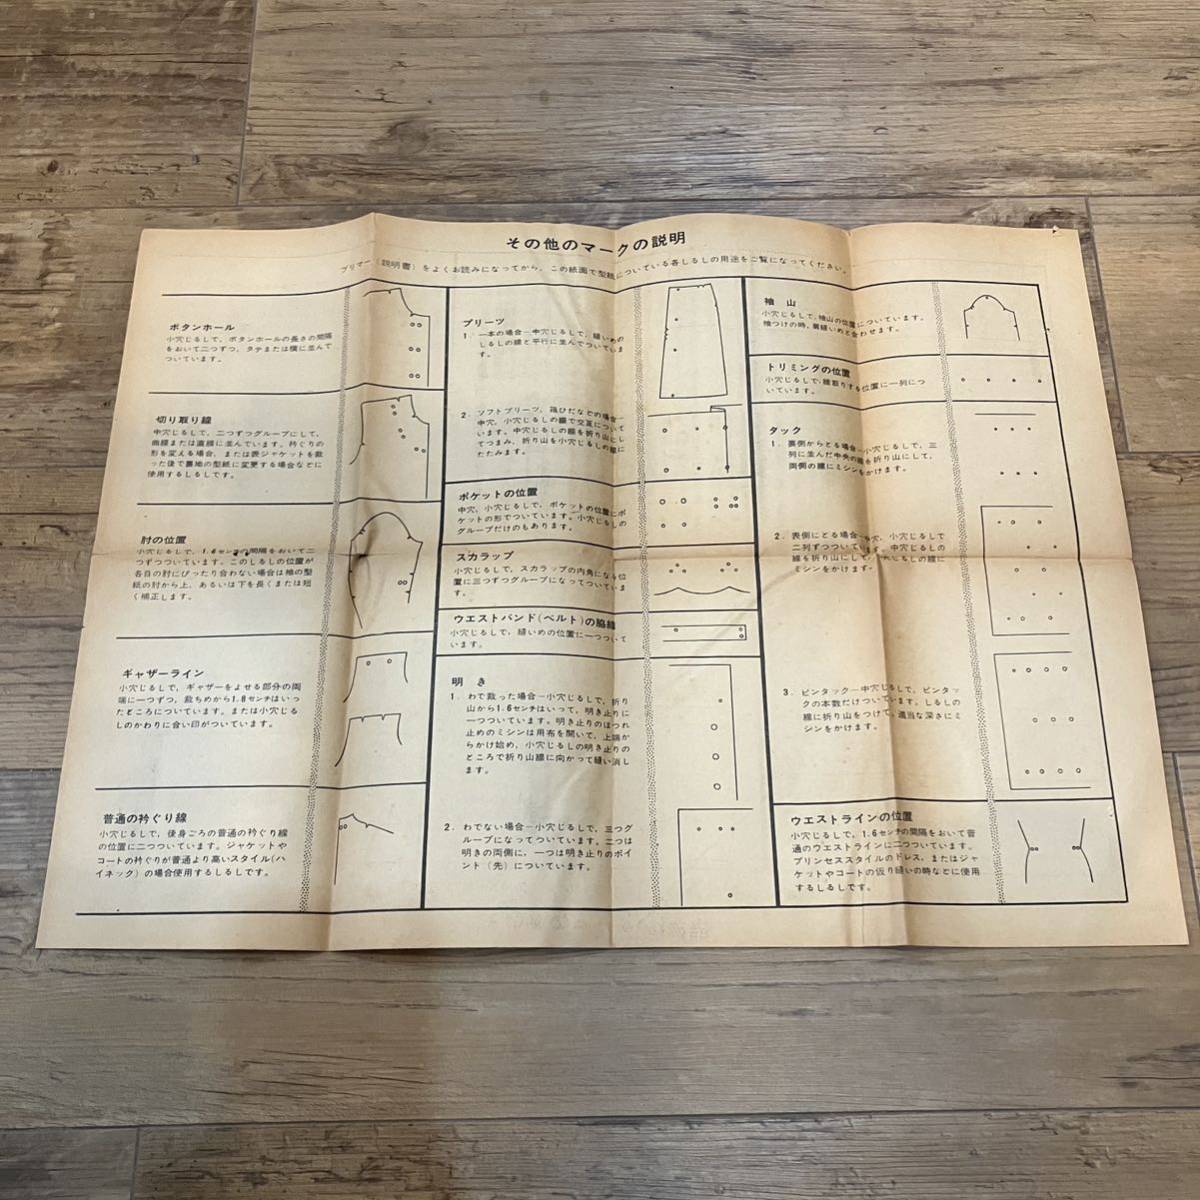 その他のマークの説明
プリマー（説明書）をよくお読みになってから，この紙面で型紙についている各しるしの用途をご覧になってください。
ボタンホール
小穴じるしで，ボタンホールの長さの間隔
をおいて二つずつ，タテまたは横に並んで
ついています。
切り取り線
中穴じるしで，二つずつグループにして，
曲線または直線に並んでいます。衿ぐりの
形を変える場合，または表ジャケットを裁
った後で裏地の型紙に変更する場合などに
使用するしるしです。
肘の位置
小穴じるしで，1.6センチの間隔をおいて二
つずつついています。このしるしの位置が
各自の肘にぴったり合わない場合は袖の型
紙の肘から上，あるいは下を長くまたは短
く補正します。
ギャザーライン
小穴じるしで，ギャザーをよせる部分の両
端に一つずつ，裁ちめから1.6センチはいっ
たところについています。または小穴じる
しのかわりに合い印がついています。
普通の衿ぐり線
小穴じるしで，後身ごろの普通の衿ぐり線
の位置に二つついています。ジャケットや
コートの衿ぐりが普通より高いスタイル（ハ
イネック）の場合使用するしるしです。
プリーツ
1. 一本の場合―中穴じるしで，縫いめの
しるしの線と平行に並んでついていま
す。
2. ソフトプリーツ，箱ひだなどの場合―
中穴，小穴じるしの線で交互について
います。中穴じるしの線を折り山にし
てつまみ，折り山を小穴じるしの線に
たたみます。
ポケットの位置
中穴，小穴じるしで，ポケットの位置にポ
ケットの形でついています。小穴じるしの
グループだけのもあります。
スカラップ
小穴じるしで，スカラップの内角になる位
置に三つずつグループになってついていま
す。
ウエストバンド（ベルト）の脇線
小穴じるしで，縫いめの位置に一つついて
います。
明き
1. わで裁った場合―小穴じるしで，折り
山から1.6センチはいって，明き止りに
一つついています。明き止りのほつれ
止めのミシンは用布を開いて，上端か
らかけ始め，小穴じるしの明き止りの
ところで折り山線に向かって縫い消し
ます。
2. わでない場合―小穴じるしで，三つグ
ループになってついています。二つは
明きの両側に，一つは明き止りのポイ
ント（先）についています。
袖山
小穴じるしで，袖山の位置についています。
袖つけの時，肩縫いめと合わせます。
トリミングの位置
小穴じるしで，縁取りする位置に一列につ
いています。
タック
1. 裏側からとる場合―小穴じるしで，三
列に並んだ中央の線を折り山にして，
両側の線にミシンをかけます。
2. 表側にとる場合―中穴，小穴じるしで
二列ずつついています。中穴じるしの
線を折り山にして，小穴じるしの線に
ミシンをかけます。
3. ピンタック―中穴じるしで，ピンタッ
クの本数だけついています。しるしの
線に折り山をつけて，適当な深さにミ
シンをかけます。
ウエストラインの位置
小穴じるしで，1.6センチの間隔をおいて普
通のウエストラインに二つついています。
プリンセススタイルのドレス，またはジャ
ケットやコートの仮り縫いの時などに使用
するしるしです。